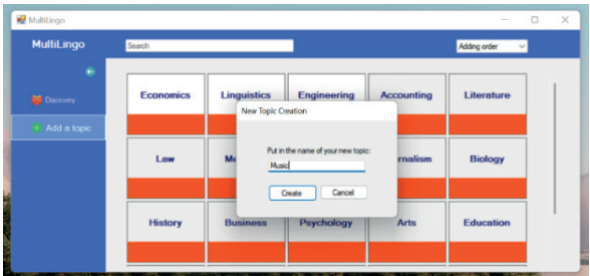 MultiLingo
MultiLingo
Search
Adding order
Discovery
Add a topic
Economics
Linguistics
Engineering
Accounting
Literature
New Topic Creation
Put in the name of your new topic:
Music
Create
Cancel
Law
Biology
History
Business
Psychology
Arts
Education